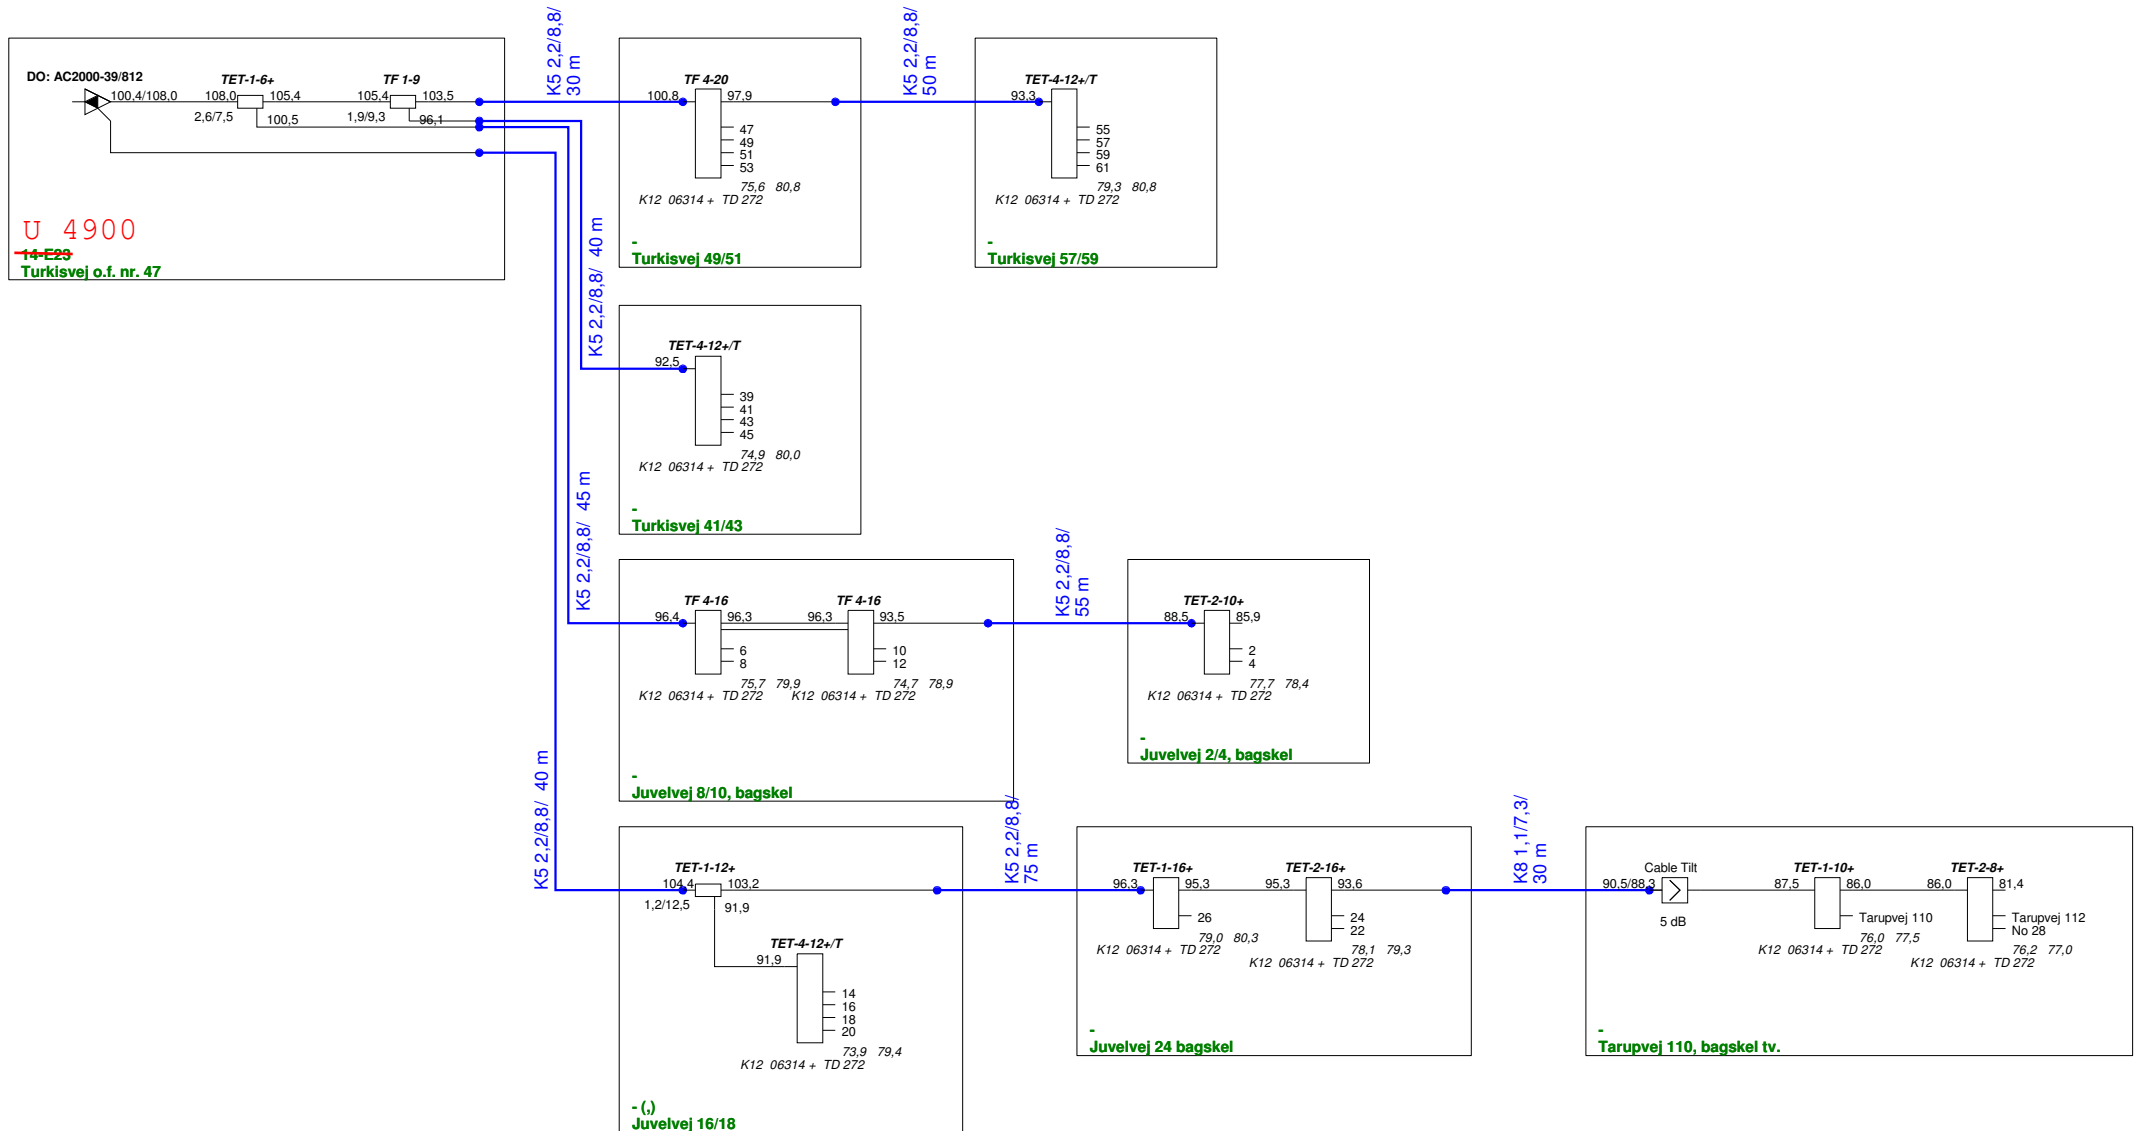 K5 2,2/8,8/
30 m
K5 2,2/8,8/
50 m
DO: AC2000-39/812
100,4/108,0
TET-1-6+
108,0
105,4
2,6/7,5
100,5
TF 1-9
105,4
103,5
1,9/9,3
96,1
U 4900
14-E23
Turkisvej o.f. nr. 47
TF 4-20
100,8
97,9
47
49
51
53
75,6 80,8
K12 06314 + TD 272
-
Turkisvej 49/51
TET-4-12+/T
93,3
55
57
59
61
79,3 80,8
K12 06314 + TD 272
-
Turkisvej 57/59
K5 2,2/8,8/ 40 m
TET-4-12+/T
92,5
39
41
43
45
74,9 80,0
K12 06314 + TD 272
-
Turkisvej 41/43
K5 2,2/8,8/ 45 m
TF 4-16
96,4
96,3
6
8
75,7 79,9
K12 06314 + TD 272
TF 4-16
96,3
93,5
10
12
74,7 78,9
K12 06314 + TD 272
-
Juvelvej 8/10, bagskel
K5 2,2/8,8/
55 m
TET-2-10+
88,5
85,9
2
4
77,7 78,4
K12 06314 + TD 272
-
Juvelvej 2/4, bagskel
K5 2,2/8,8/ 40 m
TET-1-12+
104,4
103,2
1,2/12,5
91,9
TET-4-12+/T
91,9
14
16
18
20
73,9 79,4
K12 06314 + TD 272
- (,)
Juvelvej 16/18
K5 2,2/8,8/
75 m
TET-1-16+
96,3
95,3
26
79,0 80,3
K12 06314 + TD 272
TET-2-16+
95,3
93,6
24
22
78,1 79,3
K12 06314 + TD 272
-
Juvelvej 24 bagskel
K8 1,1/7,3/
30 m
Cable Tilt
90,5/88,3
5 dB
TET-1-10+
87,5
86,0
Tarupvej 110
76,0 77,5
K12 06314 + TD 272
TET-2-8+
86,0
81,4
Tarupvej 112
No 28
76,2 77,0
K12 06314 + TD 272
-
Tarupvej 110, bagskel tv.